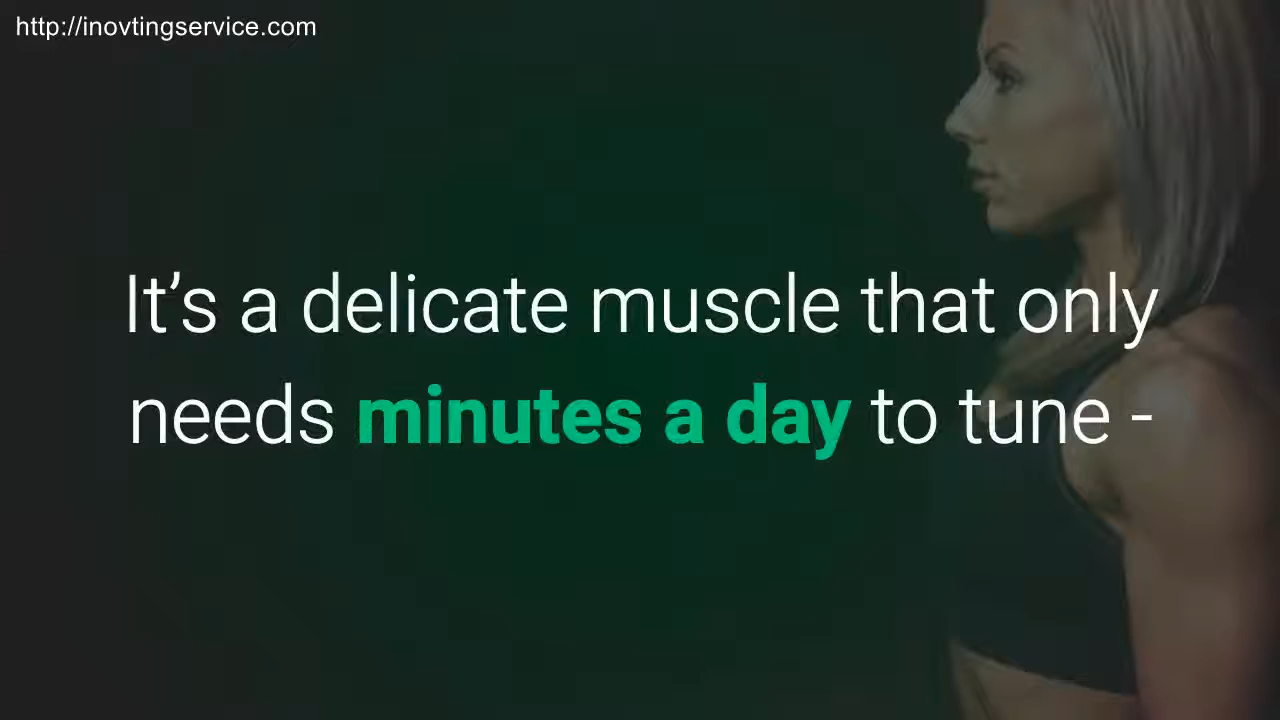 http://inovtingservice.com
It’s a delicate muscle that only
needs minutes a day to tune -